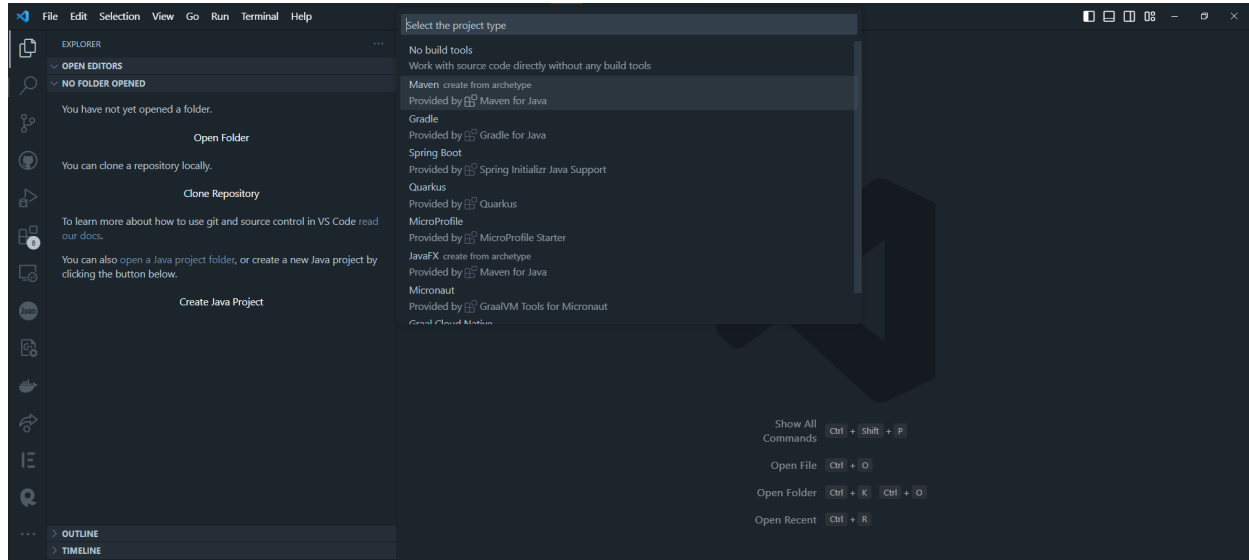 File Edit Selection View Go Run Terminal Help
EXPLORER
OPEN EDITORS
NO FOLDER OPENED
You have not yet opened a folder.
Open Folder
You can clone a repository locally.
Clone Repository
To learn more about how to use git and source control in VS Code read
our docs.
You can also open a Java project folder, or create a new Java project by
clicking the button below.
Create Java Project
OUTLINE
TIMELINE
8
Json
Select the project type
No build tools
Work with source code directly without any build tools
Maven create from archetype
Provided by Maven for Java
Gradle
Provided by Gradle for Java
Spring Boot
Provided by Spring Initializr Java Support
Quarkus
Provided by Quarkus
MicroProfile
Provided by MicroProfile Starter
JavaFX create from archetype
Provided by Maven for Java
Micronaut
Provided by GraalVM Tools for Micronaut
Graal Cloud Native
Show All
Commands
Ctrl + Shift + P
Open File Ctrl + O
Open Folder Ctrl + K Ctrl + O
Open Recent Ctrl + R